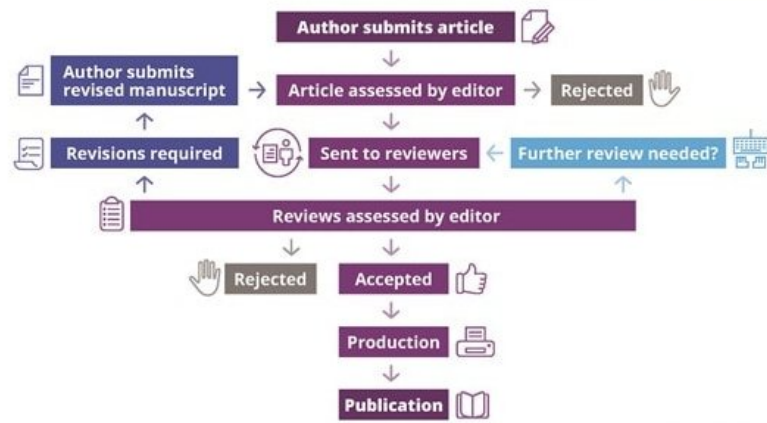 Author submits article
Author submits
revised manuscript
Article assessed by editor
Rejected
Revisions required
Sent to reviewers
Further review needed?
Reviews assessed by editor
Rejected
Accepted
Production
Publication